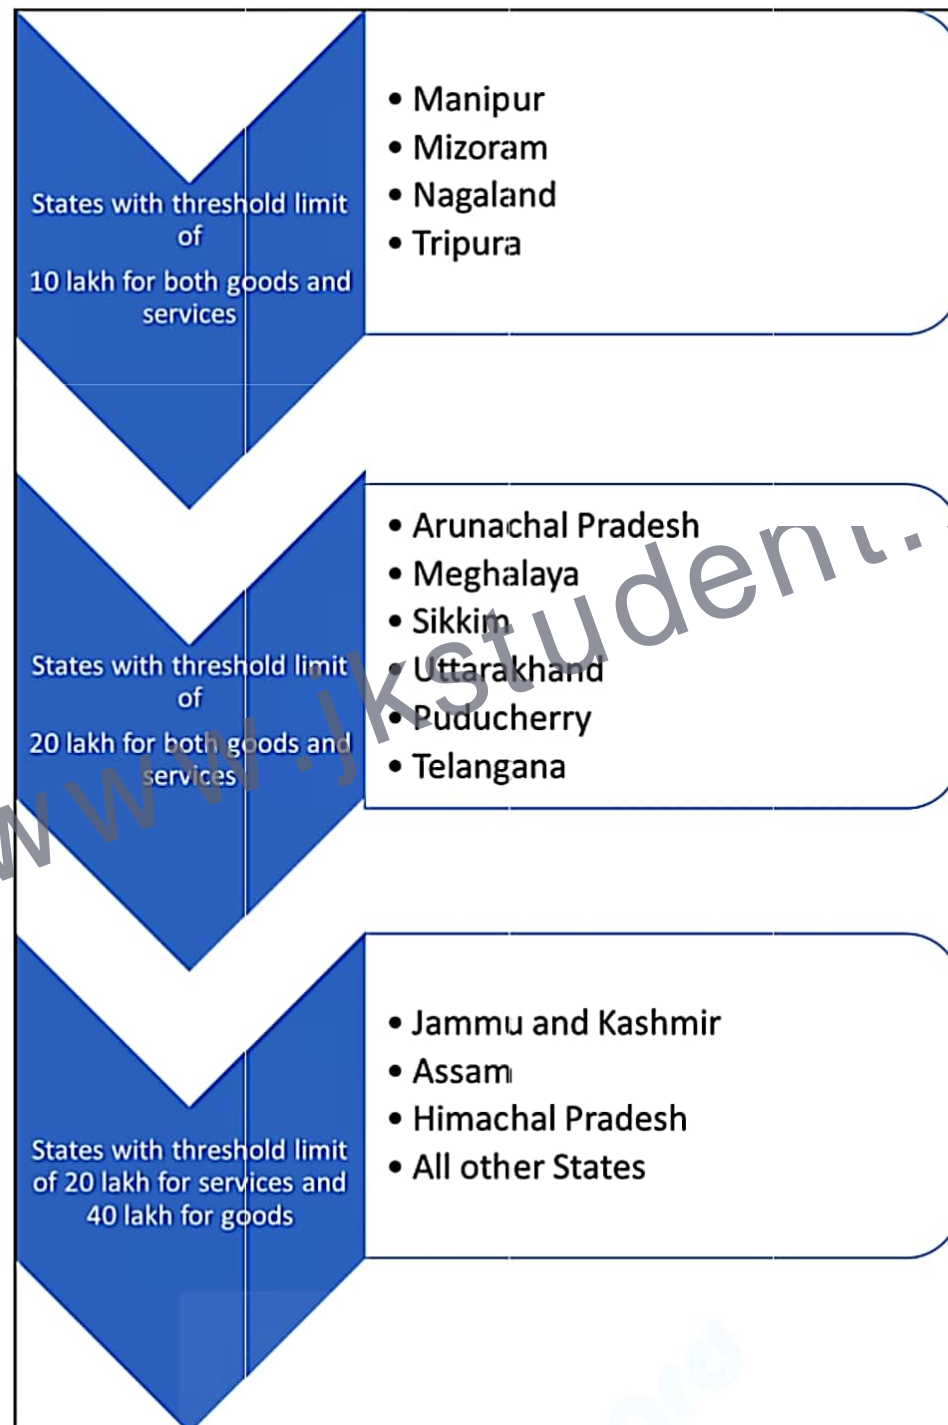 States with threshold limit
of
10 lakh for both goods and
services
• Manipur
• Mizoram
• Nagaland
• Tripura
States with threshold limit
of
20 lakh for both goods and
services
• Arunachal Pradesh
• Meghalaya
• Sikkim
• Uttarakhand
• Puducherry
• Telangana
www.jkstudent.
States with threshold limit
of 20 lakh for services and
40 lakh for goods
• Jammu and Kashmir
• Assam
• Himachal Pradesh
• All other States